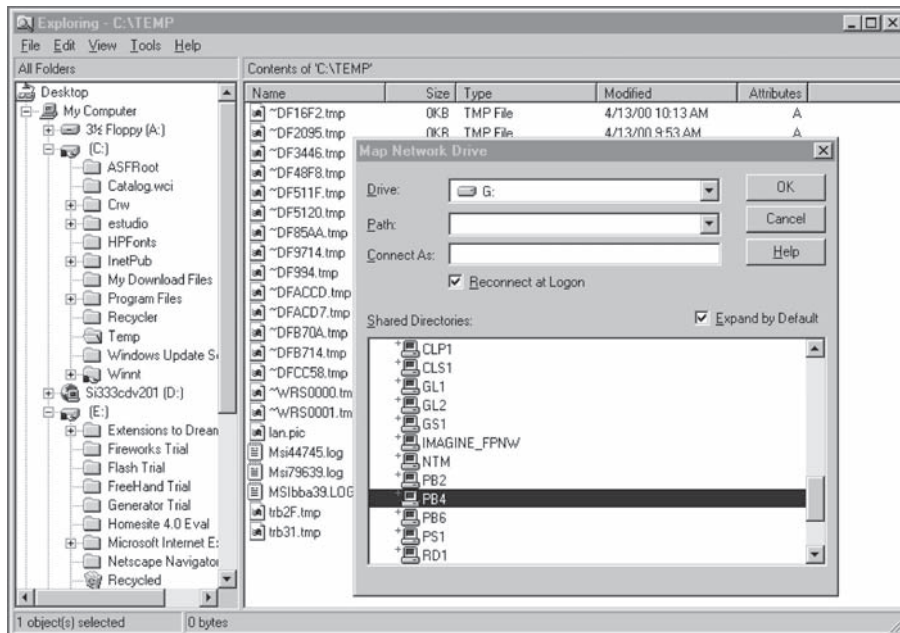 Exploring - C:\TEMP
File Edit View Tools Help
All Folders
Contents of 'C:\TEMP'
Desktop
My Computer
3½ Floppy (A:)
(C:)
ASFRoot
Catalog.wci
Crw
estudio
HPFonts
InetPub
My Download Files
Program Files
Recycler
Temp
Windows Update S
Winnt
Si333cdv201 (D:)
(E:)
Extensions to Drean
Fireworks Trial
Flash Trial
FreeHand Trial
Generator Trial
Homesite 4.0 Eval
Microsoft Internet E
Netscape Navigator
Recycled
Name Size Type Modified Attributes
~DF16F2.tmp 0KB TMP File 4/13/00 10:13 AM A
~DF2095.tmp 0KB TMP File 4/13/00 9:53 AM A
~DF3446.tmp
~DF48F8.tmp
~DF511F.tmp
~DF5120.tmp
~DF85AA.tmp
~DF9714.tmp
~DF994.tmp
~DFACCD.tmp
~DFACD7.tmp
~DFB70A.tmp
~DFB714.tmp
~DFCC58.tmp
~WRS0000.tm
~WRS0001.tm
lan.pic
Msi44745.log
Msi79639.log
MSIbba39.LOG
trb2F.tmp
trb31.tmp
Map Network Drive
Drive: G: OK
Path: Cancel
Connect As: Help
Reconnect at Logon
Shared Directories: Expand by Default
CLP1
CLS1
GL1
GL2
GS1
IMAGINE_FPNW
NTM
PB2
PB4
PB6
PS1
RD1
1 object(s) selected 0 bytes